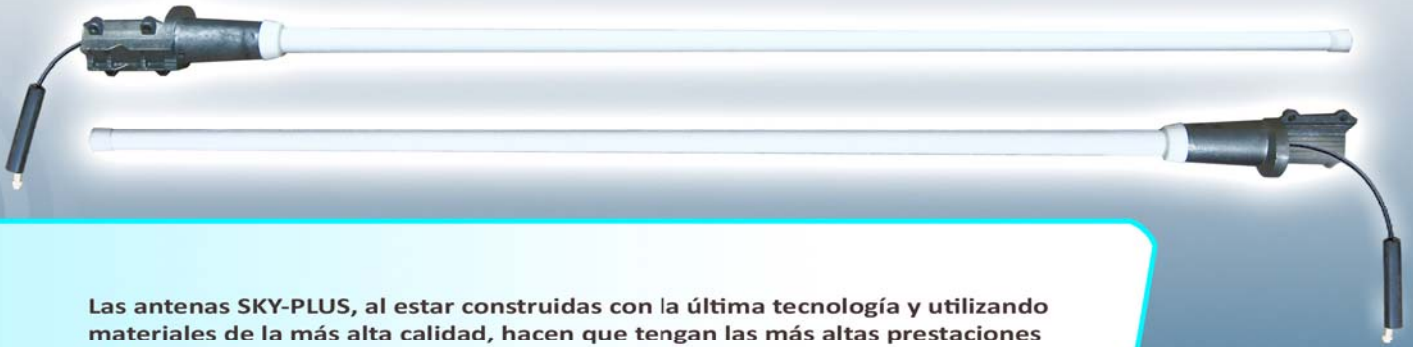 Las antenas SKY-PLUS, al estar construidas con la última tecnología y utilizando
materiales de la más alta calidad, hacen que tengan las más altas prestaciones